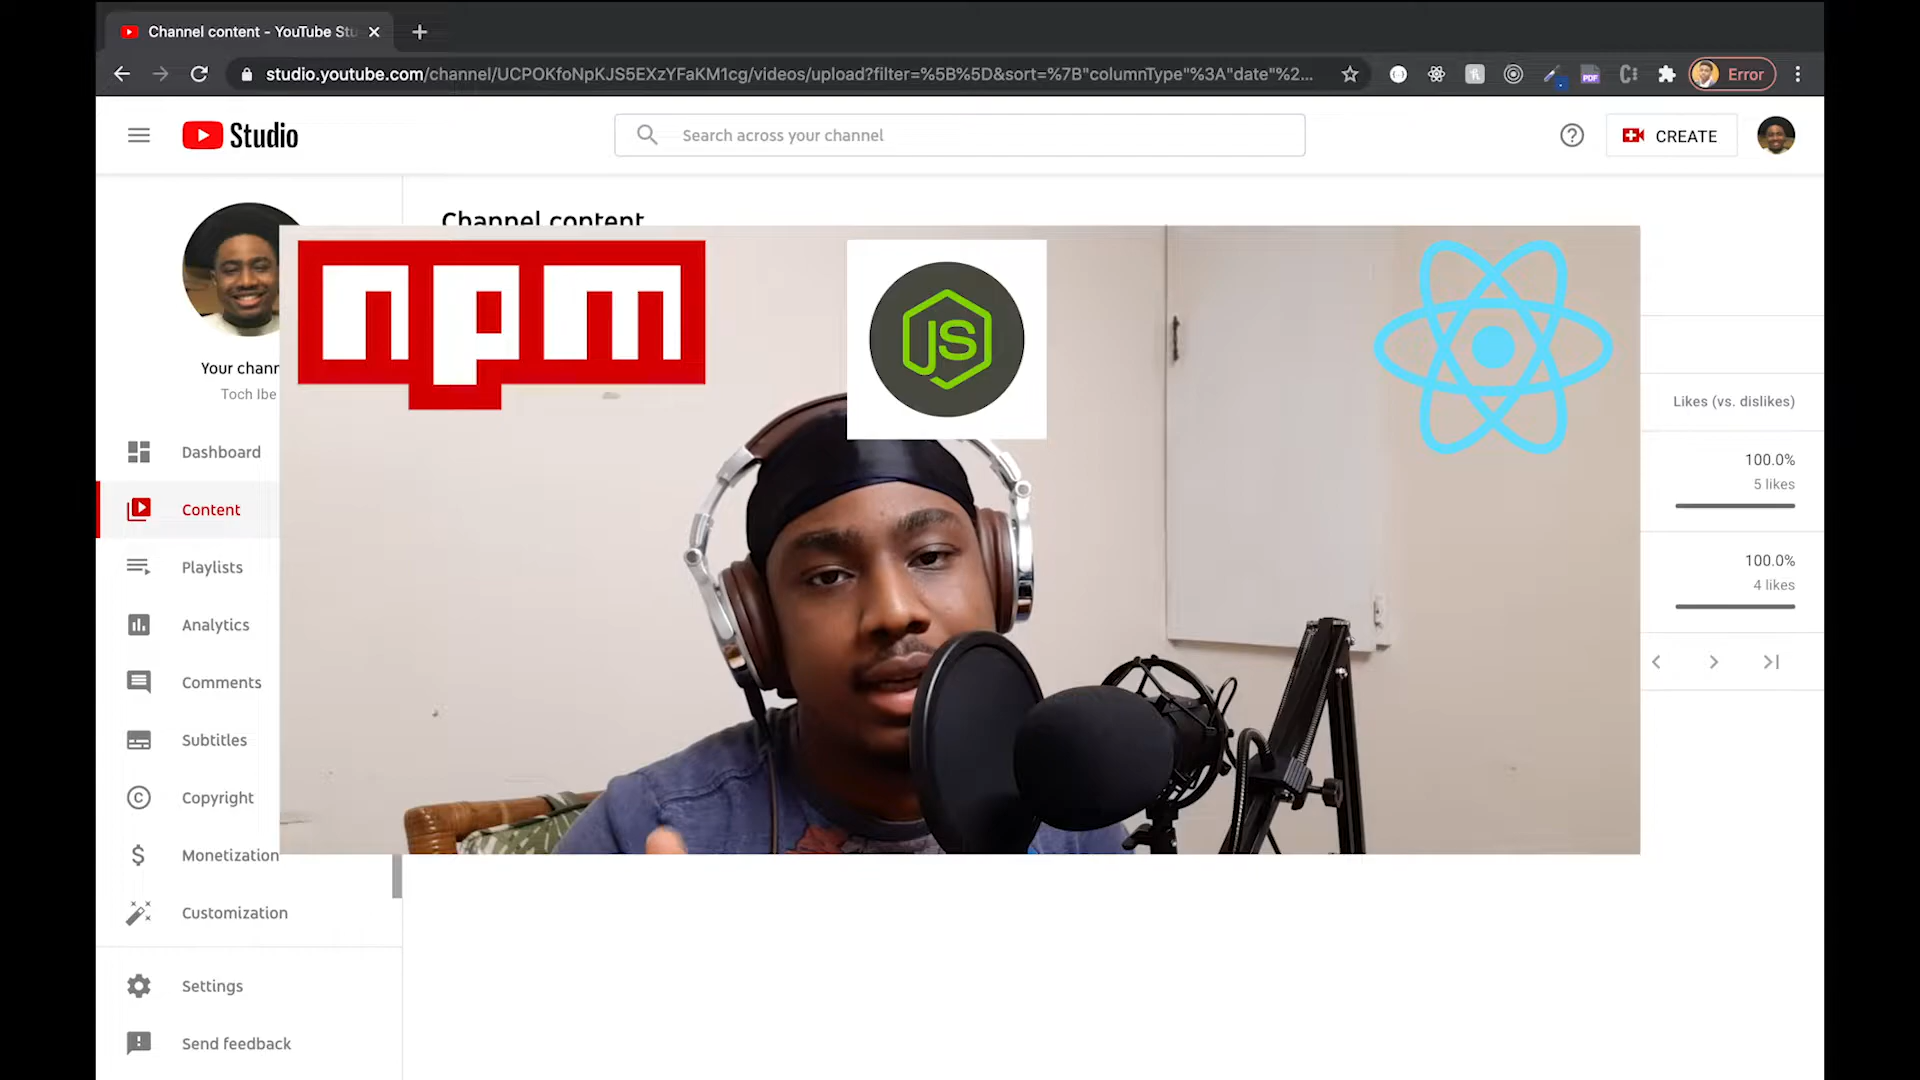 Channel content - YouTube Stu
studio.youtube.com/channel/UCPOKfoNpKJS5EXzYFaKM1cg/videos/upload?filter=%5B%5D&sort=%7B"columnType"%3A"date"%2...
PDF
Error
Studio
Search across your channel
CREATE
Channel content
npm
JS
Your chann
Toch Ibe
Likes (vs. dislikes)
Dashboard
100.0%
5 likes
Content
Playlists
100.0%
4 likes
Analytics
Comments
Subtitles
Copyright
Monetization
Customization
Settings
Send feedback